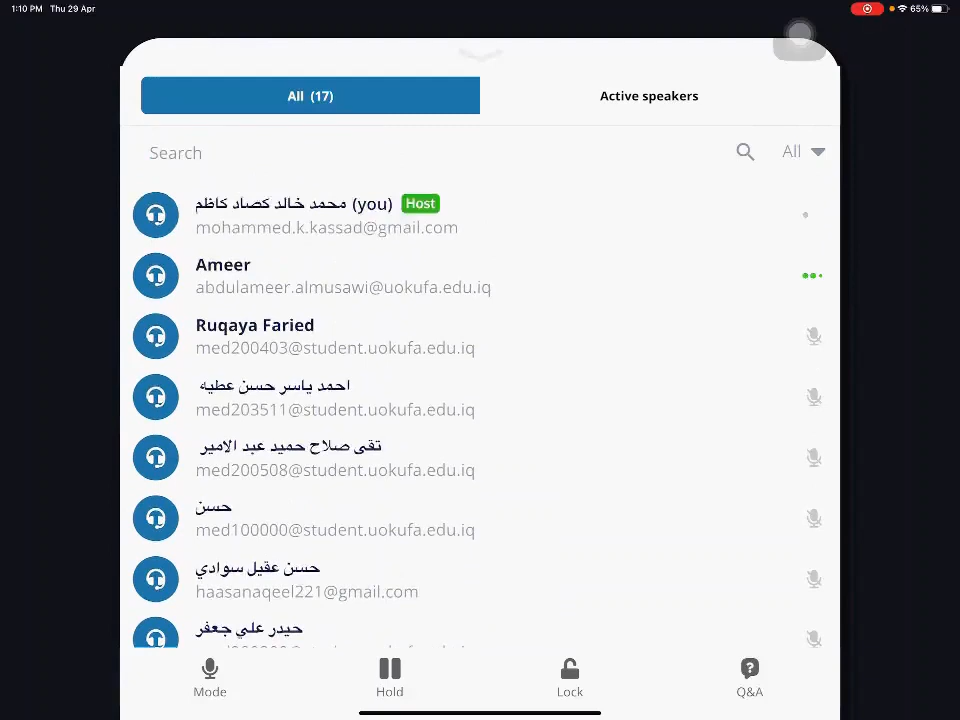 1:10 PM Thu 29 Apr
65%
All (17)
Active speakers
Search
All
محمد خالد كصاد كاظم (you) Host
mohammed.k.kassad@gmail.com
Ameer
abdulameer.almusawi@uokufa.edu.iq
Ruqaya Faried
med200403@student.uokufa.edu.iq
احمد ياسر حسن عطيه
med203511@student.uokufa.edu.iq
تقى صلاح حميد عبد الامير
med200508@student.uokufa.edu.iq
حسن
med100000@student.uokufa.edu.iq
حسن عقيل سوادي
haasanaqeel221@gmail.com
حيدر علي جعفر
Mode
Hold
Lock
Q&A